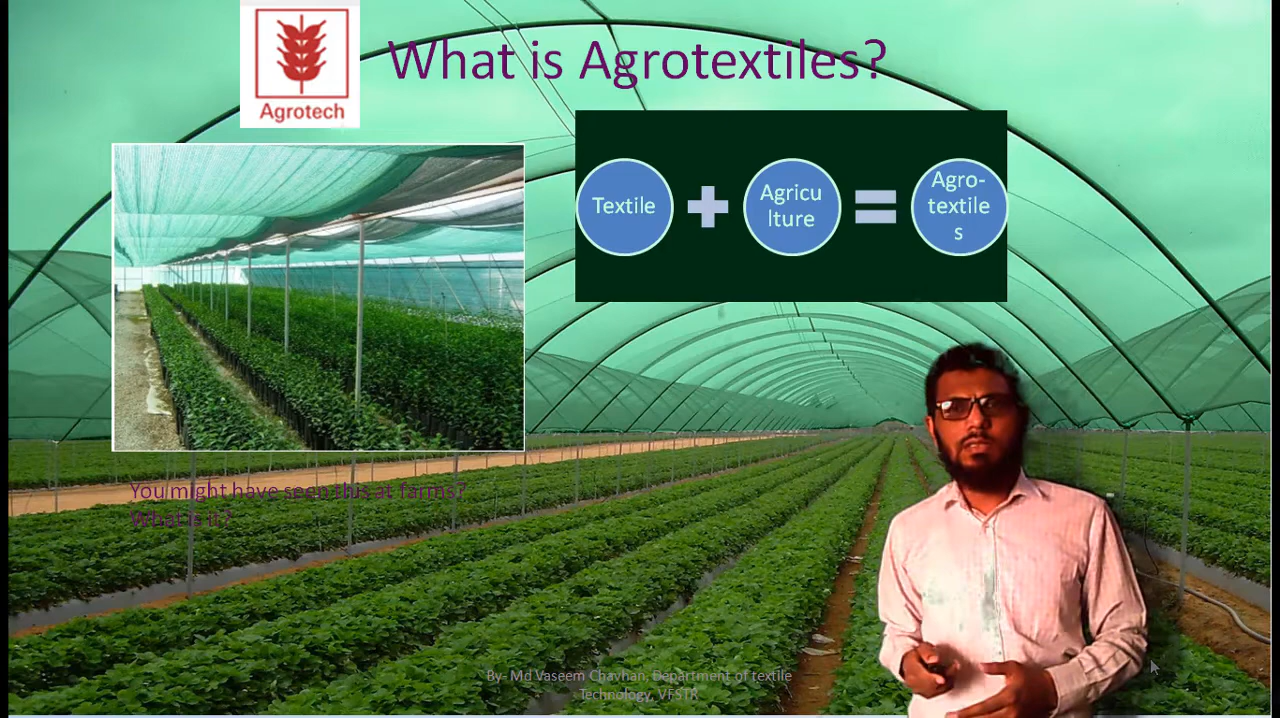 Agrotech
What is Agrotextiles?
Textile
Agricu
lture
Agro-
textile
s
You might have seen this at farms?
What is it?
By- Md Vaseem Chavhan, Department of textile
Technology, VFSTR